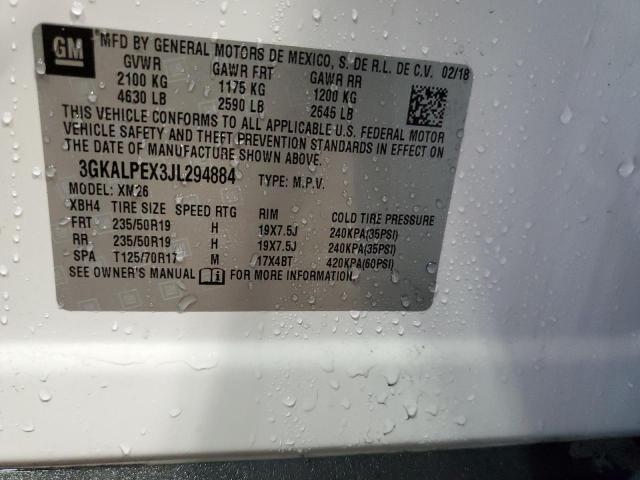 GM MFD BY GENERAL MOTORS DE MEXICO, S. DE R.L. DE C.V. 02/18
GVWR GAWR FRT GAWR RR
2100 KG 1175 KG 1200 KG
4630 LB 2590 LB 2645 LB
THIS VEHICLE CONFORMS TO ALL APPLICABLE U.S. FEDERAL MOTOR
VEHICLE SAFETY AND THEFT PREVENTION STANDARDS IN EFFECT ON
THE DATE OF MANUFACTURE SHOWN ABOVE.
3GKALPEX3JL294884 TYPE: M.P.V.
MODEL: XM26
XBH4 TIRE SIZE SPEED RTG RIM COLD TIRE PRESSURE
FRT 235/50R19 H 19X7.5J 240KPA(35PSI)
RR 235/50R19 H 19X7.5J 240KPA(35PSI)
SPA T125/70R17 M 17X4BT 420KPA(60PSI)
SEE OWNER'S MANUAL FOR MORE INFORMATION.